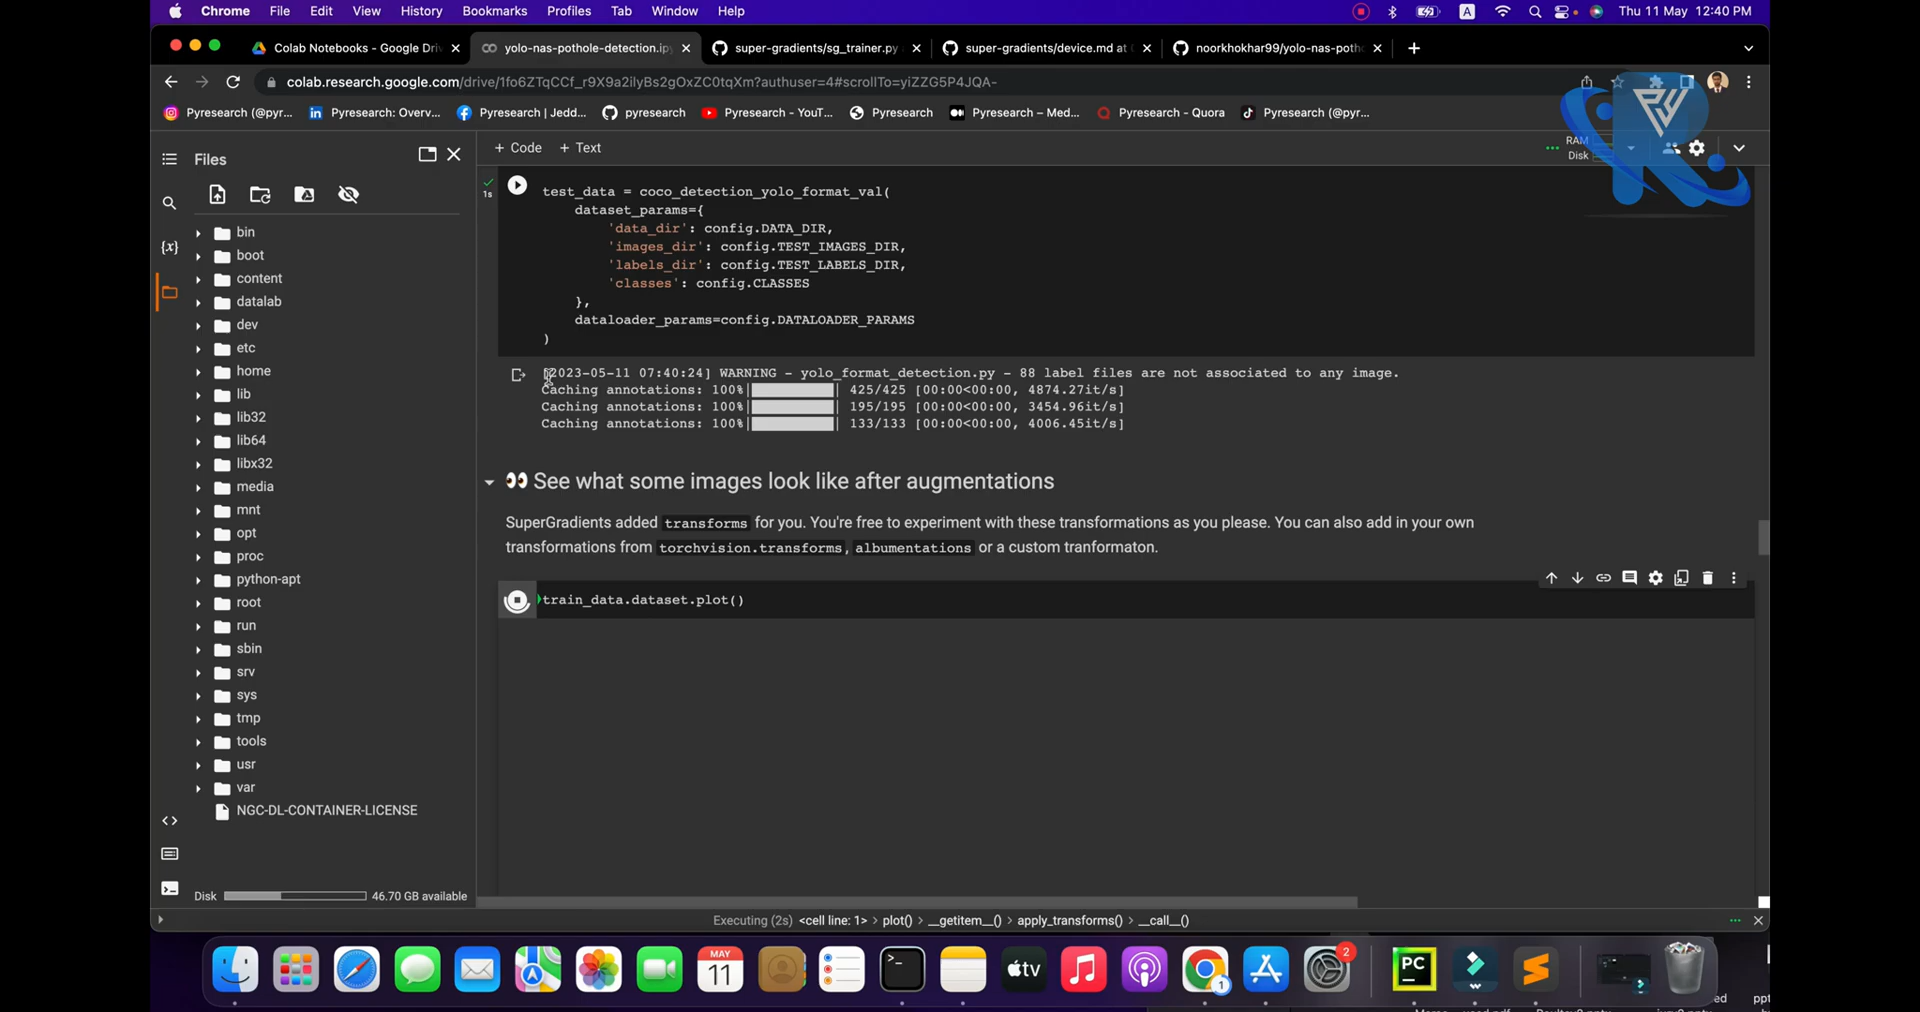 Chrome File Edit View History Bookmarks Profiles Tab Window Help A Thu 11 May 12:40 PM
Colab Notebooks - Google Driv yolo-nas-pothole-detection.ipy super-gradients/sg_trainer.py super-gradients/device.md at noorkhokhar99/yolo-nas-poth
colab.research.google.com/drive/1fo6ZTqCCf_r9X9a2ilyBs2gOxZC0tqXm?authuser=4#scrollTo=yiZZG5P4JQA-
Pyresearch (@pyr... Pyresearch: Overv... Pyresearch | Jedd... pyresearch Pyresearch - YouT... Pyresearch Pyresearch – Med... Pyresearch - Quora Pyresearch (@pyr...
Files
+ Code + Text
RAM
Disk
bin
boot
content
datalab
dev
etc
home
lib
lib32
lib64
libx32
media
mnt
opt
proc
python-apt
root
run
sbin
srv
sys
tmp
tools
usr
var
NGC-DL-CONTAINER-LICENSE
Disk 46.70 GB available
1s
test_data = coco_detection_yolo_format_val(
dataset_params={
'data_dir': config.DATA_DIR,
'images_dir': config.TEST_IMAGES_DIR,
'labels_dir': config.TEST_LABELS_DIR,
'classes': config.CLASSES
},
dataloader_params=config.DATALOADER_PARAMS
)
[2023-05-11 07:40:24] WARNING - yolo_format_detection.py - 88 label files are not associated to any image.
Caching annotations: 100%| | 425/425 [00:00<00:00, 4874.27it/s]
Caching annotations: 100%| | 195/195 [00:00<00:00, 3454.96it/s]
Caching annotations: 100%| | 133/133 [00:00<00:00, 4006.45it/s]
👀 See what some images look like after augmentations
SuperGradients added transforms for you. You're free to experiment with these transformations as you please. You can also add in your own
transformations from torchvision.transforms, albumentations or a custom tranformaton.
train_data.dataset.plot()
Executing (2s) <cell line: 1> > plot() > __getitem__() > apply_transforms() > __call__()
MAY
11
tv
1
2
PC